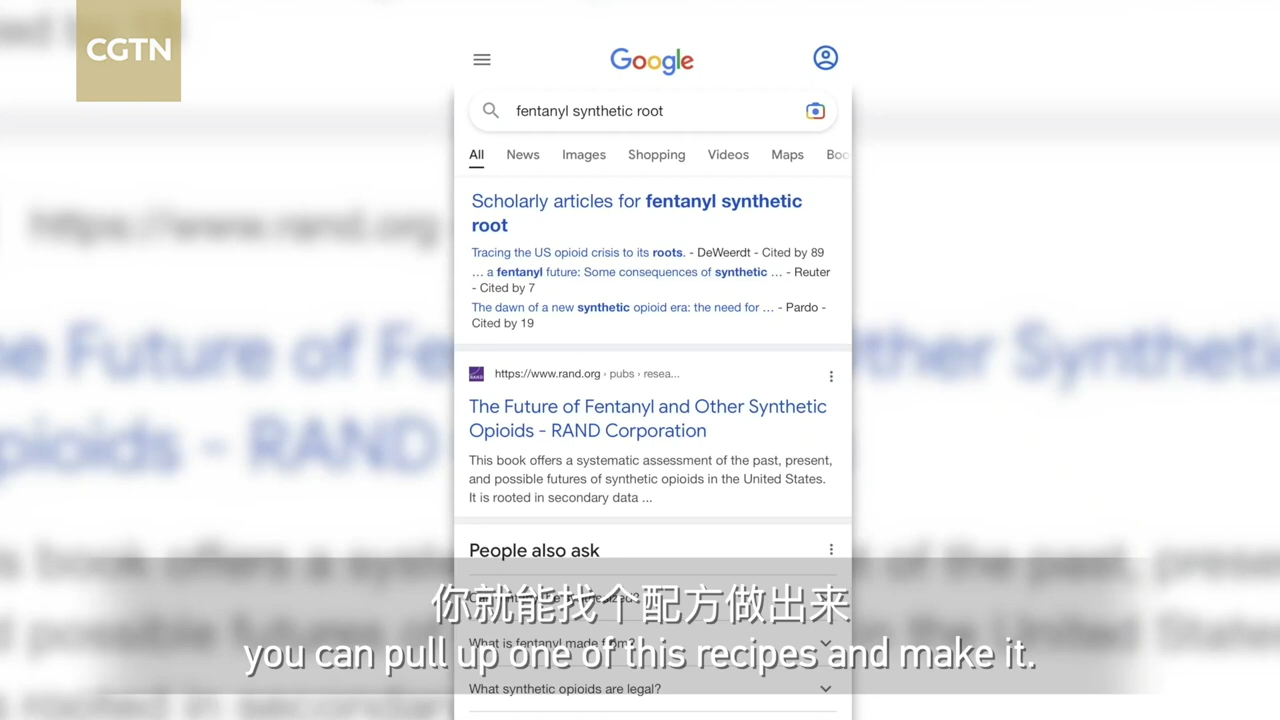 CGTN
Google
fentanyl synthetic root
All News Images Shopping Videos Maps Boo
Scholarly articles for fentanyl synthetic
root
Tracing the US opioid crisis to its roots. - DeWeerdt - Cited by 89
... a fentanyl future: Some consequences of synthetic ... - Reuter
- Cited by 7
The dawn of a new synthetic opioid era: the need for ... - Pardo -
Cited by 19
https://www.rand.org › pubs › resea...
The Future of Fentanyl and Other Synthetic
Opioids - RAND Corporation
This book offers a systematic assessment of the past, present,
and possible futures of synthetic opioids in the United States.
It is rooted in secondary data ...
People also ask
你就能找个配方做出来
What is fentanyl made from?
you can pull up one of this recipes and make it.
What synthetic opioids are legal?